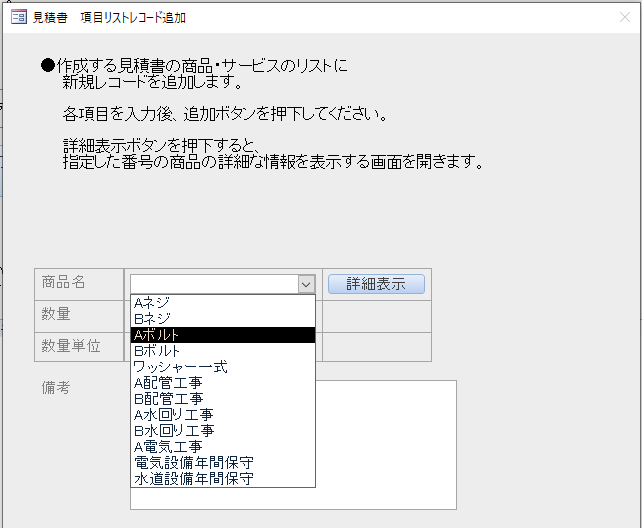 見積書　項目リストレコード追加
●作成する見積書の商品・サービスのリストに
新規レコードを追加します。
各項目を入力後、追加ボタンを押下してください。
詳細表示ボタンを押下すると、
指定した番号の商品の詳細な情報を表示する画面を開きます。
商品名
詳細表示
数量
数量単位
Aネジ
Bネジ
Aボルト
Bボルト
ワッシャー一式
A配管工事
B配管工事
A水回り工事
B水回り工事
A電気工事
電気設備年間保守
水道設備年間保守
備考